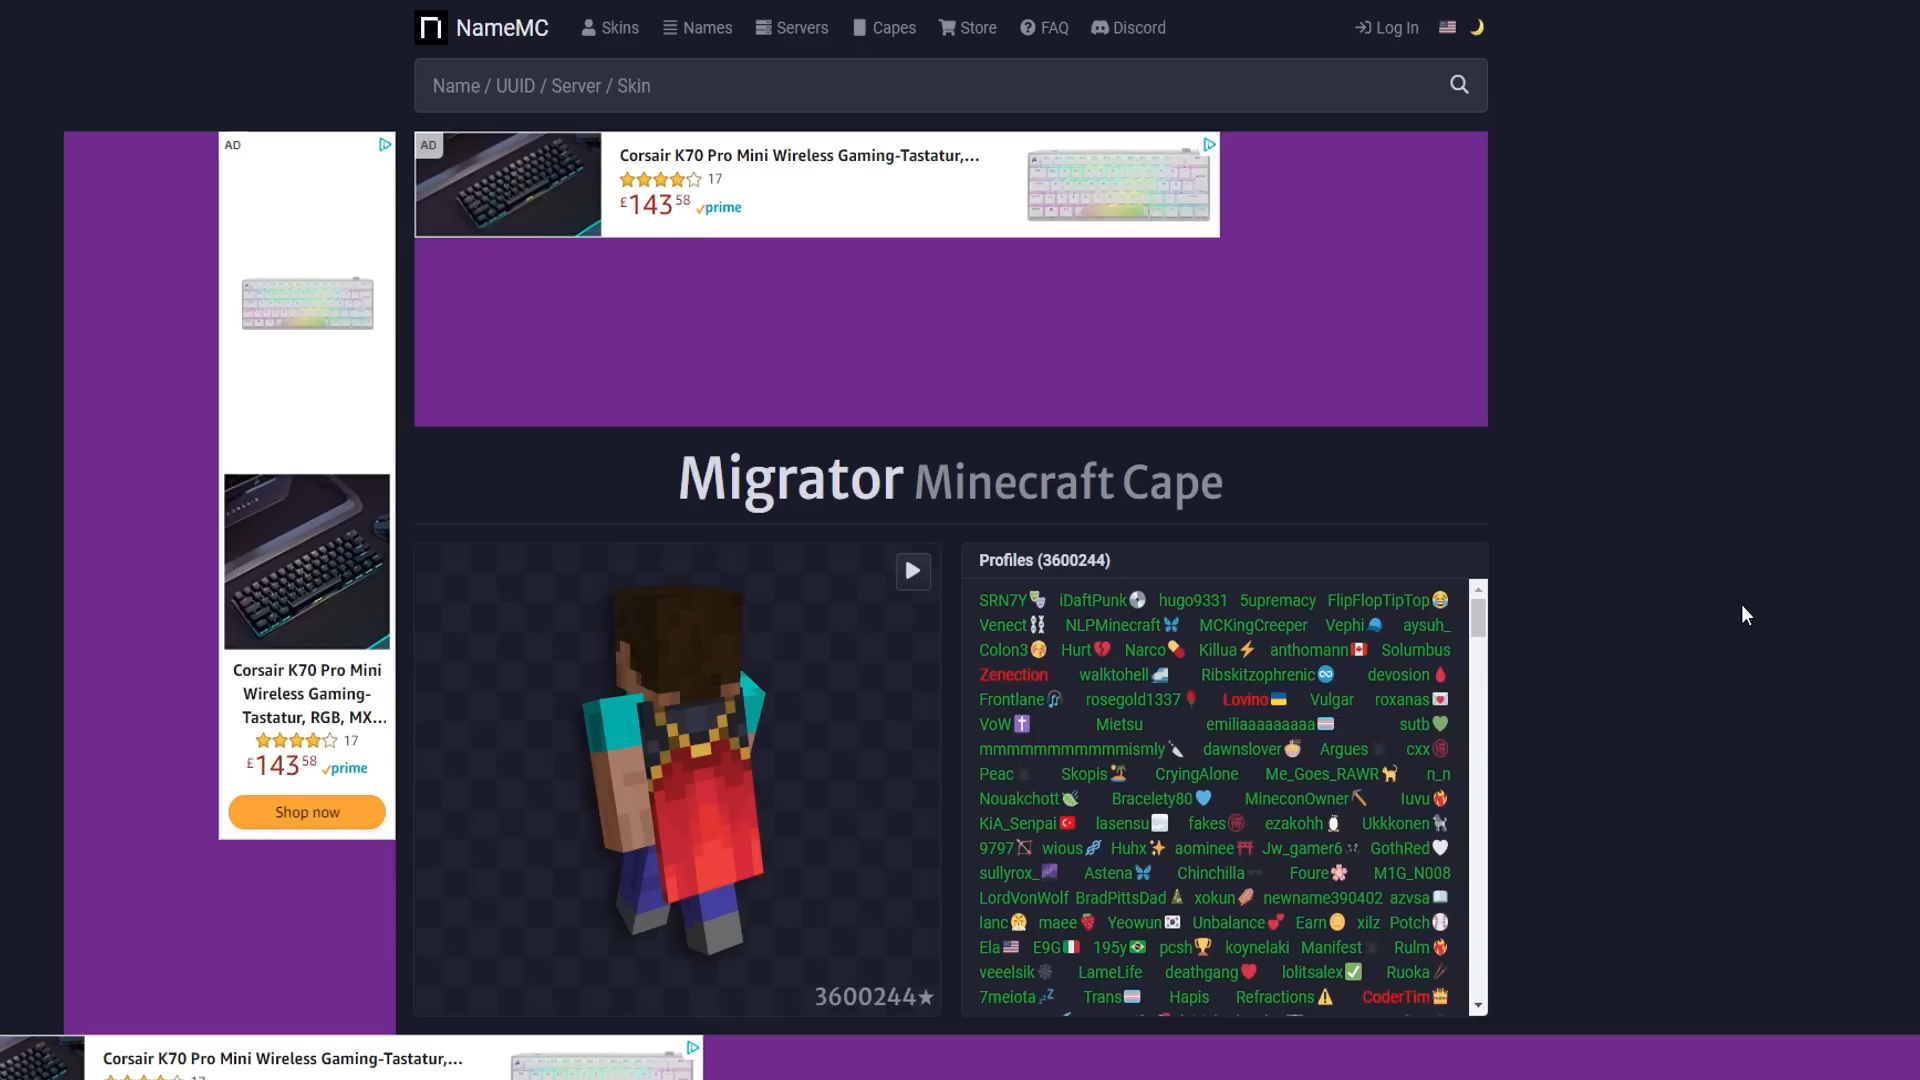 NameMC
Skins
Names
Servers
Capes
Store
FAQ
Discord
Log In
Name / UUID / Server / Skin
AD
AD
Corsair K70 Pro Mini Wireless Gaming-Tastatur,...
17
£143 58 prime
Migrator Minecraft Cape
Corsair K70 Pro Mini
Wireless Gaming-
Tastatur, RGB, MX...
17
£143 58 prime
Shop now
3600244★
Profiles (3600244)
SRN7Y iDaftPunk hugo9331 5upremacy FlipFlopTipTop
Venect NLPMinecraft MCKingCreeper Vephi aysuh_
Colon3 Hurt Narco Killua anthomann Solumbus
Zenection walktohell Ribskitzophrenic devosion
Frontlane rosegold1337 Lovino Vulgar roxanas
VoW Mietsu emiliaaaaaaaaa sutb
mmmmmmmmmmmismly dawnslover Argues cxx
Peac Skopis CryingAlone Me_Goes_RAWR n_n
Nouakchott Bracelety80 MineconOwner
KiA_Senpai lasensu fakes ezakohh Ukkkonen
9797 wious Huhx aominee Jw_gamer6 GothRed
sullyrox_ Astena Chinchilla Foure M1G_N008
LordVonWolf BradPittsDad xokun newname390402 azvsa
maee Yeowun Unbalance Earn xilz Potch
Ela E9G 195y pcsh koynelaki Manifest Rulm
veeelsik LameLife deathgang lolitsalex Ruoka
7meiota Trans Hapis Refractions CoderTim
Corsair K70 Pro Mini Wireless Gaming-Tastatur,...